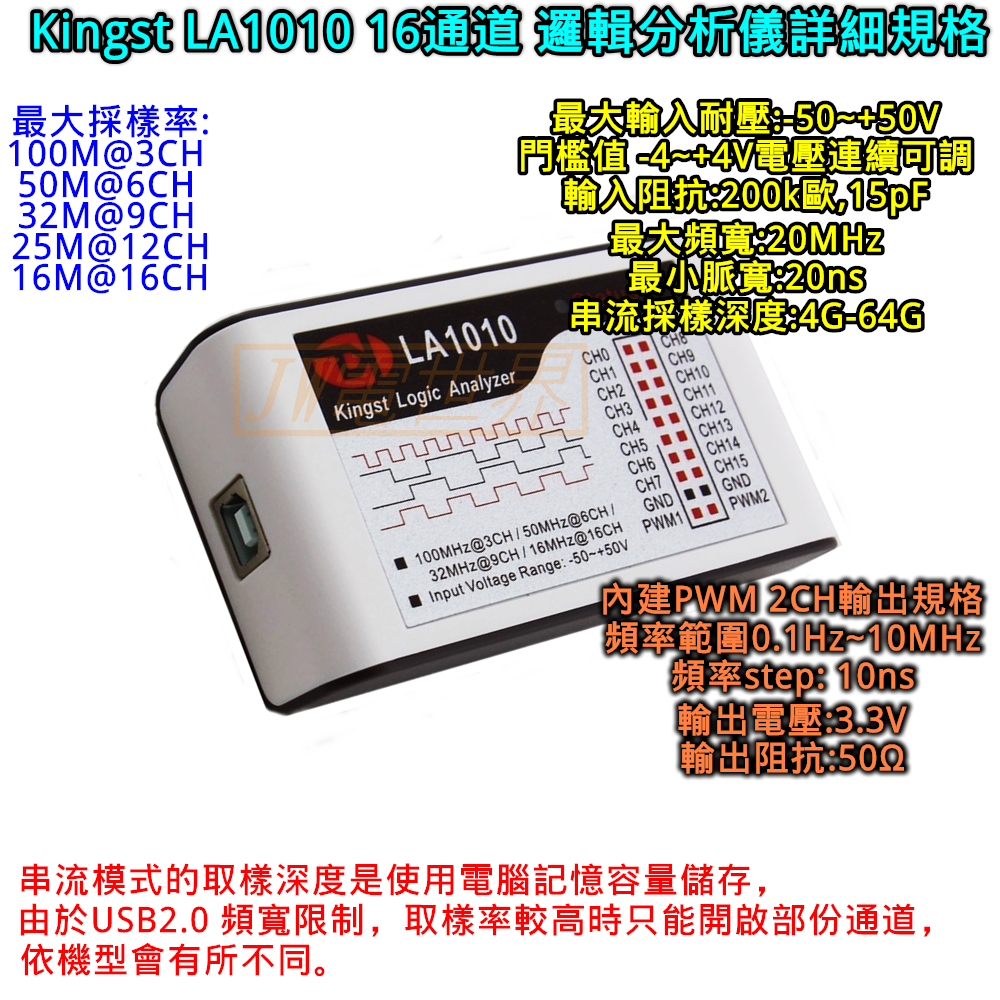 Kingst LA1010 16通道 邏輯分析儀詳細規格
最大採樣率:
100M@3CH
50M@6CH
32M@9CH
25M@12CH
16M@16CH
最大輸入耐壓:-50~+50V
門檻值 -4~+4V電壓連續可調
輸入阻抗:200k歐,15pF
最大頻寬:20MHz
最小脈寬:20ns
串流採樣深度:4G-64G
LA1010
Kingst Logic Analyzer
JW電世界
CH0 CH8
CH1 CH9
CH2 CH10
CH3 CH11
CH4 CH12
CH5 CH13
CH6 CH14
CH7 CH15
GND GND
PWM1 PWM2
100MHz@3CH / 50MHz@6CH /
32MHz@9CH / 16MHz@16CH
Input Voltage Range: -50~+50V
內建PWM 2CH輸出規格
頻率範圍0.1Hz~10MHz
頻率step: 10ns
輸出電壓:3.3V
輸出阻抗:50Ω
串流模式的取樣深度是使用電腦記憶容量儲存，
由於USB2.0 頻寬限制，取樣率較高時只能開啟部份通道，
依機型會有所不同。